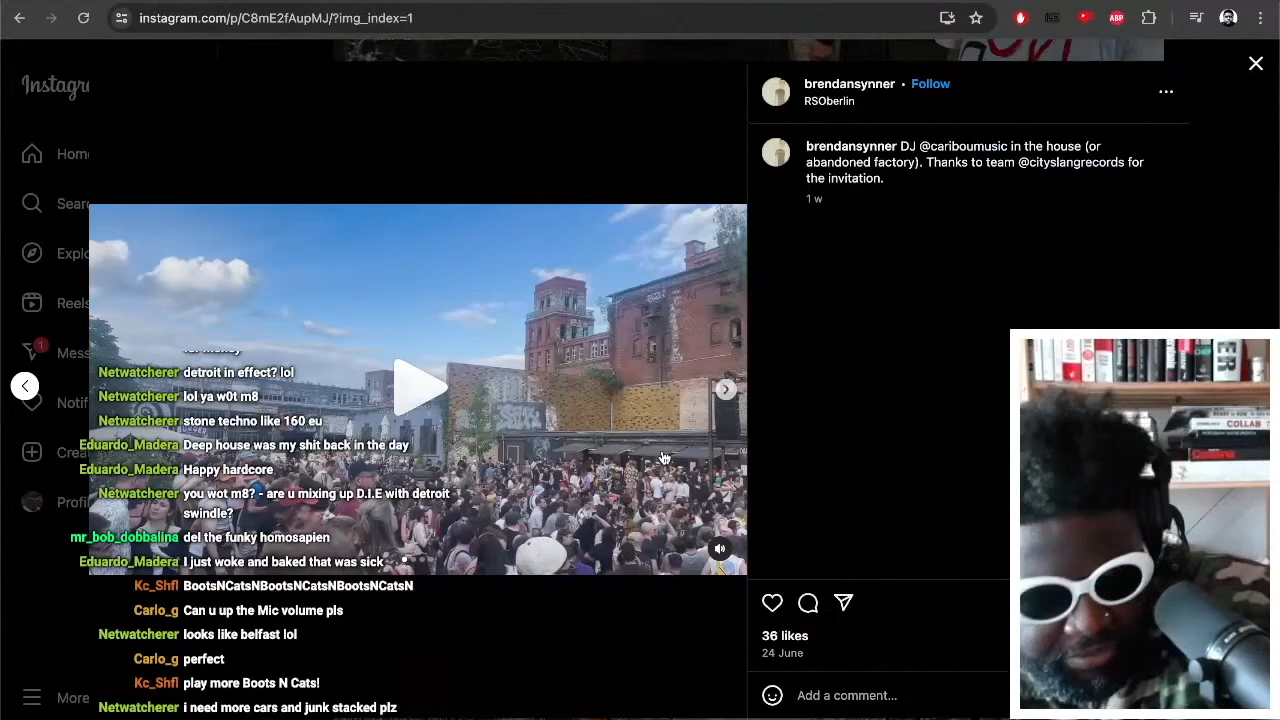 instagram.com/p/C8mE2fAupMJ/?img_index=1
ABP
Instagr
Hom
Sear
Explo
Reels
1
Mess
Notif
Crea
Profil
More
brendansynner • Follow
RSOberlin
brendansynner DJ @cariboumusic in the house (or
abandoned factory). Thanks to team @cityslangrecords for
the invitation.
1 w
Netwatcherer detroit in effect? lol
Netwatcherer lol ya w0t m8
Netwatcherer stone techno like 160 eu
Eduardo_Madera Deep house was my shit back in the day
Eduardo_Madera Happy hardcore
Netwatcherer you wot m8? - are u mixing up D.I.E with detroit
swindle?
mr_bob_dobbalina del the funky homosapien
Eduardo_Madera I just woke and baked that was sick
Kc_Shfl BootsNCatsNBootsNCatsNBootsNCatsN
Carlo_g Can u up the Mic volume pls
Netwatcherer looks like belfast lol
Carlo_g perfect
Kc_Shfl play more Boots N Cats!
Netwatcherer i need more cars and junk stacked plz
36 likes
24 June
Add a comment...
COLLAB